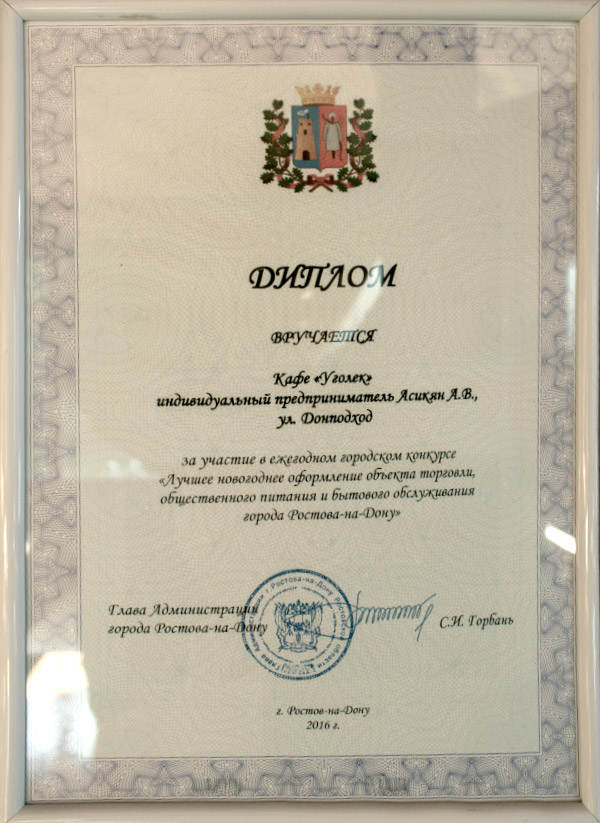 ДИПЛОМ
ВРУЧАЕТСЯ
Кафе «Уголек»
индивидуальный предприниматель Асикян А.В.,
ул. Донподход
за участие в ежегодном городском конкурсе
«Лучшее новогоднее оформление объекта торговли,
общественного питания и бытового обслуживания
города Ростова-на-Дону»
Глава Администрации
города Ростова-на-Дону
С.И. Горбань
г. Ростов-на-Дону
2016 г.